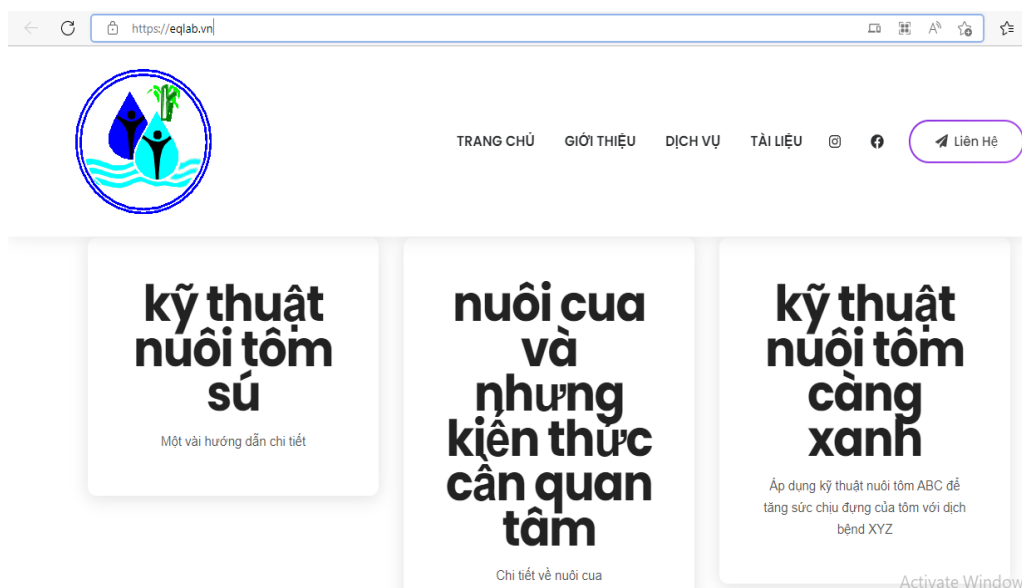 https://eqlab.vn
TRANG CHỦ GIỚI THIỆU DỊCH VỤ TÀI LIỆU Liên Hệ
kỹ thuật
nuôi tôm
sú
Một vài hướng dẫn chi tiết
nuôi cua
và
nhưng
kiến thức
cần quan
tâm
Chi tiết về nuôi cua
kỹ thuật
nuôi tôm
càng
xanh
Áp dụng kỹ thuật nuôi tôm ABC để
tăng sức chịu đựng của tôm với dịch
bệnd XYZ
Activate Window